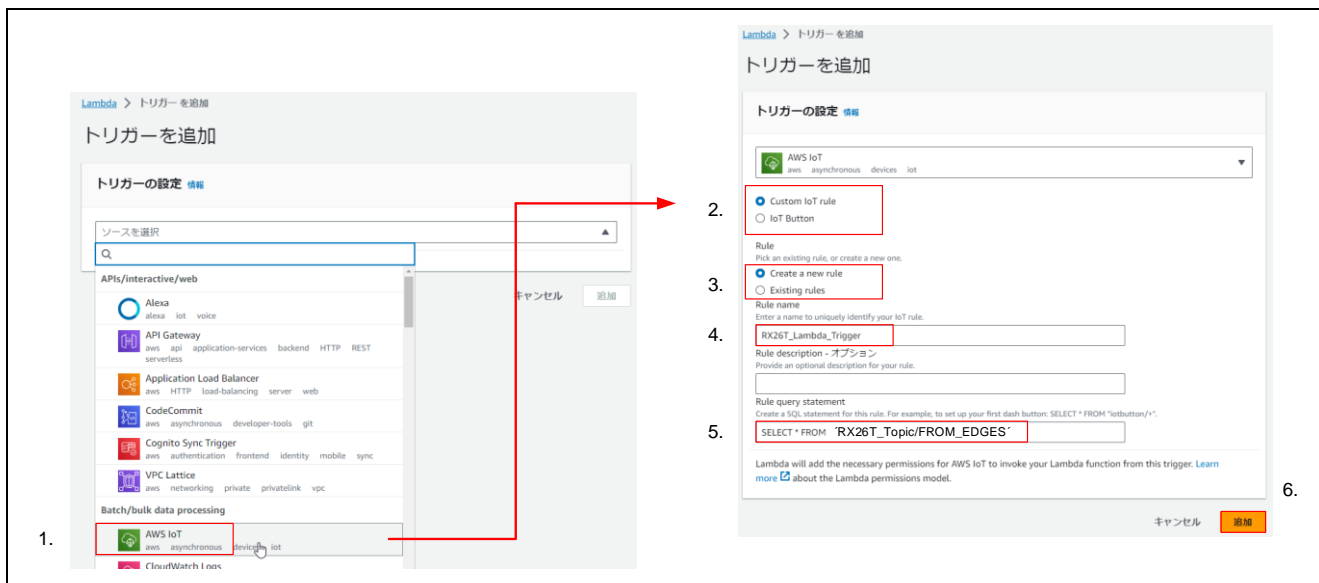 Lambda > トリガー を追加
トリガーを追加
トリガーの設定 情報
ソースを選択
APIs/interactive/web
Alexa
alexa iot voice
API Gateway
aws api application-services backend HTTP REST
serverless
Application Load Balancer
aws HTTP load-balancing server web
CodeCommit
aws asynchronous developer-tools git
Cognito Sync Trigger
aws authentication frontend identity mobile sync
VPC Lattice
aws networking private privatelink vpc
Batch/bulk data processing
1.
AWS IoT
aws asynchronous devices iot
CloudWatch Logs
キャンセル 追加
Lambda > トリガー を追加
トリガーを追加
トリガーの設定 情報
AWS IoT
aws asynchronous devices iot
2.
Custom IoT rule
IoT Button
Rule
Pick an existing rule, or create a new one.
3.
Create a new rule
Existing rules
Rule name
Enter a name to uniquely identify your IoT rule.
4.
RX26T_Lambda_Trigger
Rule description - オプション
Provide an optional description for your rule.
Rule query statement
Create a SQL statement for this rule. For example, to set up your first dash button: SELECT * FROM "iotbutton/+".
5.
SELECT * FROM ´RX26T_Topic/FROM_EDGES´
Lambda will add the necessary permissions for AWS IoT to invoke your Lambda function from this trigger. Learn
more about the Lambda permissions model.
6.
キャンセル 追加